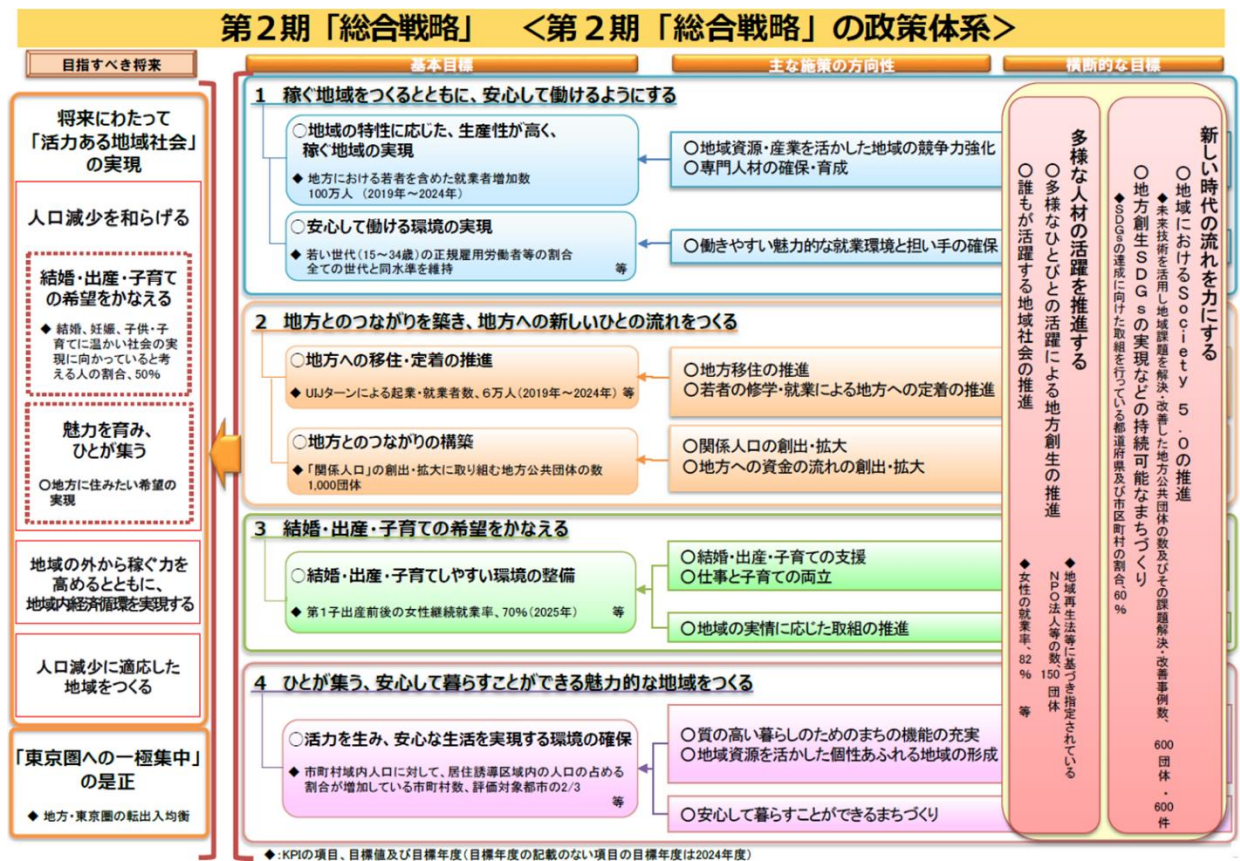 第２期「総合戦略」　＜第２期「総合戦略」の政策体系＞
目指すべき将来
将来にわたって
「活力ある地域社会」
の実現
人口減少を和らげる
結婚・出産・子育て
の希望をかなえる
◆ 結婚、妊娠、子供・子
育てに温かい社会の実
現に向かっていると考
える人の割合、50％
魅力を育み、
ひとが集う
○地方に住みたい希望の
実現
地域の外から稼ぐ力を
高めるとともに、
地域内経済循環を実現する
人口減少に適応した
地域をつくる
「東京圏への一極集中」
の是正
◆ 地方・東京圏の転出入均衡
基本目標
主な施策の方向性
横断的な目標
1　稼ぐ地域をつくるとともに、安心して働けるようにする
○地域の特性に応じた、生産性が高く、
稼ぐ地域の実現
◆ 地方における若者を含めた就業者増加数
100万人 （2019年～2024年）
○地域資源・産業を活かした地域の競争力強化
○専門人材の確保・育成
○安心して働ける環境の実現
◆ 若い世代（15～34歳）の正規雇用労働者等の割合
全ての世代と同水準を維持　等
○働きやすい魅力的な就業環境と担い手の確保
2　地方とのつながりを築き、地方への新しいひとの流れをつくる
○地方への移住・定着の推進
◆ UIJターンによる起業・就業者数、６万人（2019年～2024年） 等
○地方移住の推進
○若者の修学・就業による地方への定着の推進
○地方とのつながりの構築
◆「関係人口」の創出・拡大に取り組む地方公共団体の数
1,000団体
○関係人口の創出・拡大
○地方への資金の流れの創出・拡大
3　結婚・出産・子育ての希望をかなえる
○結婚・出産・子育てしやすい環境の整備
◆ 第１子出産前後の女性継続就業率、70％（2025年）　等
○結婚・出産・子育ての支援
○仕事と子育ての両立
○地域の実情に応じた取組の推進
4　ひとが集う、安心して暮らすことができる魅力的な地域をつくる
○活力を生み、安心な生活を実現する環境の確保
◆ 市町村域内人口に対して、居住誘導区域内の人口の占める
割合が増加している市町村数、評価対象都市の2/3
等
○質の高い暮らしのためのまちの機能の充実
○地域資源を活かした個性あふれる地域の形成
○安心して暮らすことができるまちづくり
新しい時代の流れを力にする
○地域におけるSociety５.０の推進
◆未来技術を活用し地域課題を解決・改善した地方公共団体の数及びその課題解決・改善事例数、600団体・600件
○地方創生SDGsの実現などの持続可能なまちづくり
◆SDGsの達成に向けた取組を行っている都道府県及び市区町村の割合、60％
多様な人材の活躍を推進する
○多様なひとびとの活躍による地方創生の推進
◆地域再生法等に基づき指定されている
NPO法人等の数、150団体
○誰もが活躍する地域社会の推進
◆女性の就業率、82％　等
◆：KPIの項目、目標値及び目標年度（目標年度の記載のない項目の目標年度は2024年度）